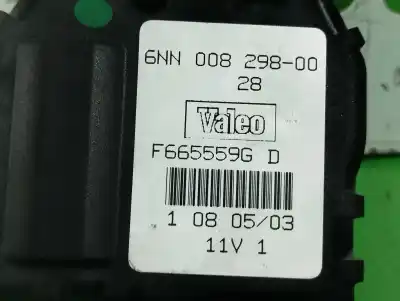 6NN 008 298-00
28
Valeo
F665559G D
1 08 05/03
11V 1